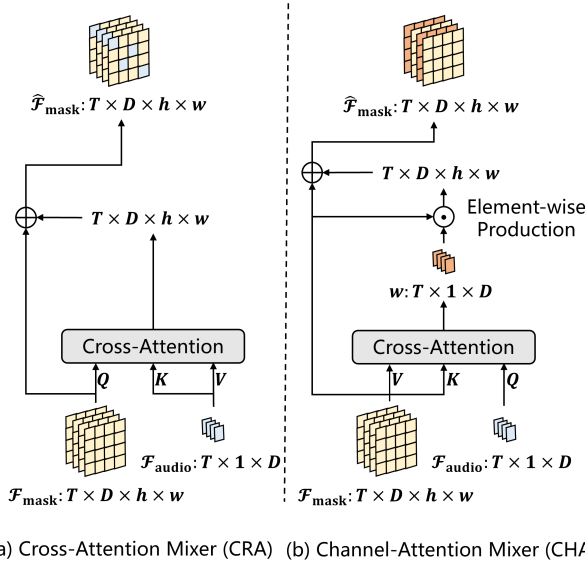 𝓕̂mask: T × D × h × w
T × D × h × w
Cross-Attention
Q K V
𝓕audio: T × 1 × D
𝓕mask: T × D × h × w
a) Cross-Attention Mixer (CRA)
𝓕̂mask: T × D × h × w
T × D × h × w
Element-wise
Production
w: T × 1 × D
Cross-Attention
V K Q
𝓕audio: T × 1 × D
𝓕mask: T × D × h × w
(b) Channel-Attention Mixer (CHA